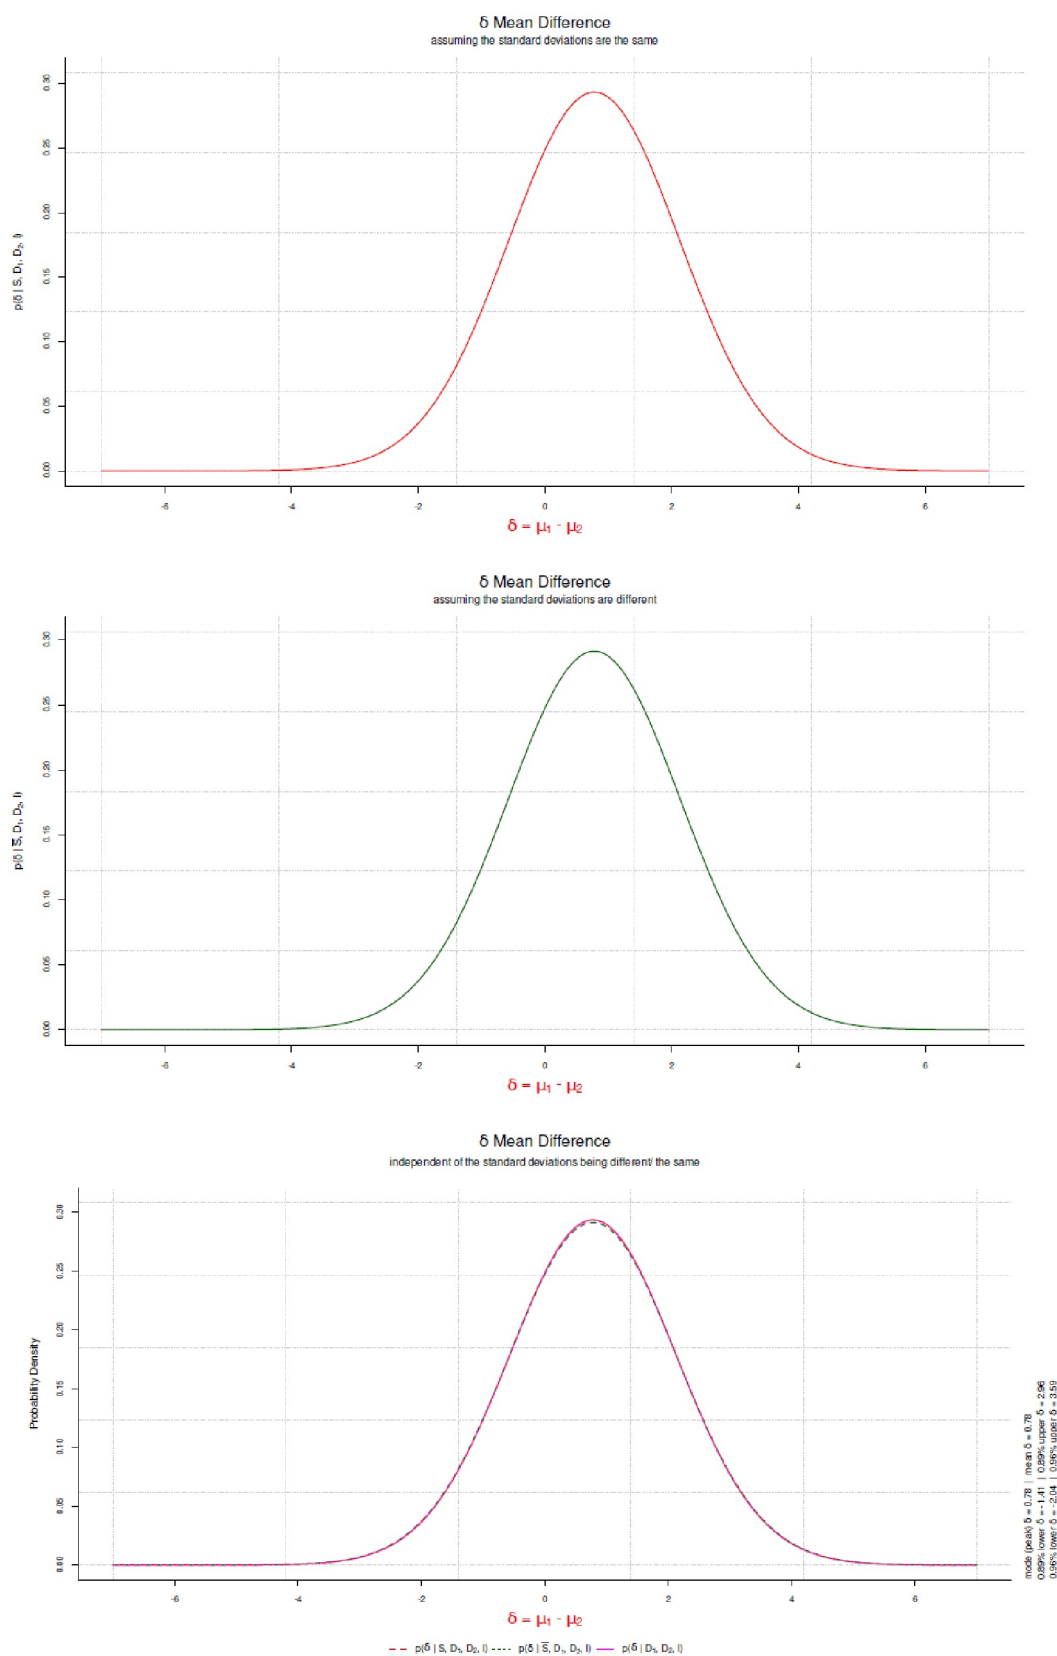 δ Mean Difference
assuming the standard deviations are the same
p(δ | S, D₁, D₂, I)
0.30
0.25
0.20
0.15
0.10
0.05
0.00
-6 -4 -2 0 2 4 6
δ = μ₁ - μ₂
δ Mean Difference
assuming the standard deviations are different
p(δ | S̅, D₁, D₂, I)
0.30
0.25
0.20
0.15
0.10
0.05
0.00
-6 -4 -2 0 2 4 6
δ = μ₁ - μ₂
δ Mean Difference
independent of the standard deviations being different/ the same
Probability Density
0.30
0.25
0.20
0.15
0.10
0.05
0.00
-6 -4 -2 0 2 4 6
δ = μ₁ - μ₂
p(δ | S, D₁, D₂, I) p(δ | S̅, D₁, D₂, I) p(δ | D₁, D₂, I)
mode (peak) δ = 0.78 | mean δ = 0.78
0.89% lower δ = -1.41 | 0.89% upper δ = 2.96
0.96% lower δ = -2.04 | 0.96% upper δ = 3.59